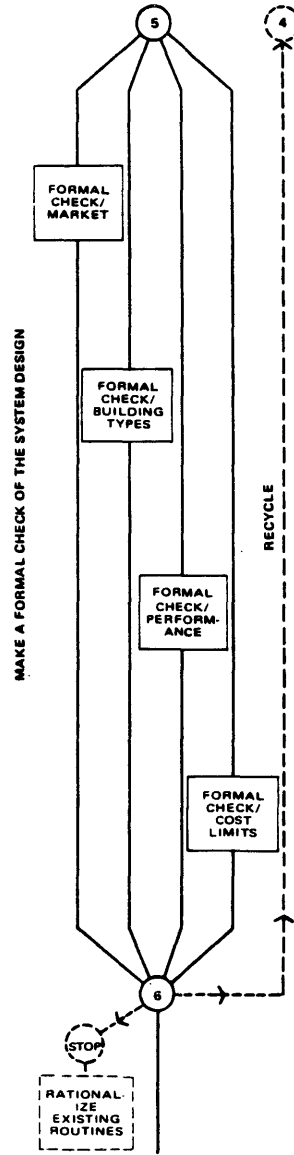 5
4
FORMAL
CHECK/
MARKET
MAKE A FORMAL CHECK OF THE SYSTEM DESIGN
FORMAL
CHECK/
BUILDING
TYPES
RECYCLE
FORMAL
CHECK/
PERFORM-
ANCE
FORMAL
CHECK/
COST
LIMITS
6
STOP
RATIONAL-
IZE
EXISTING
ROUTINES